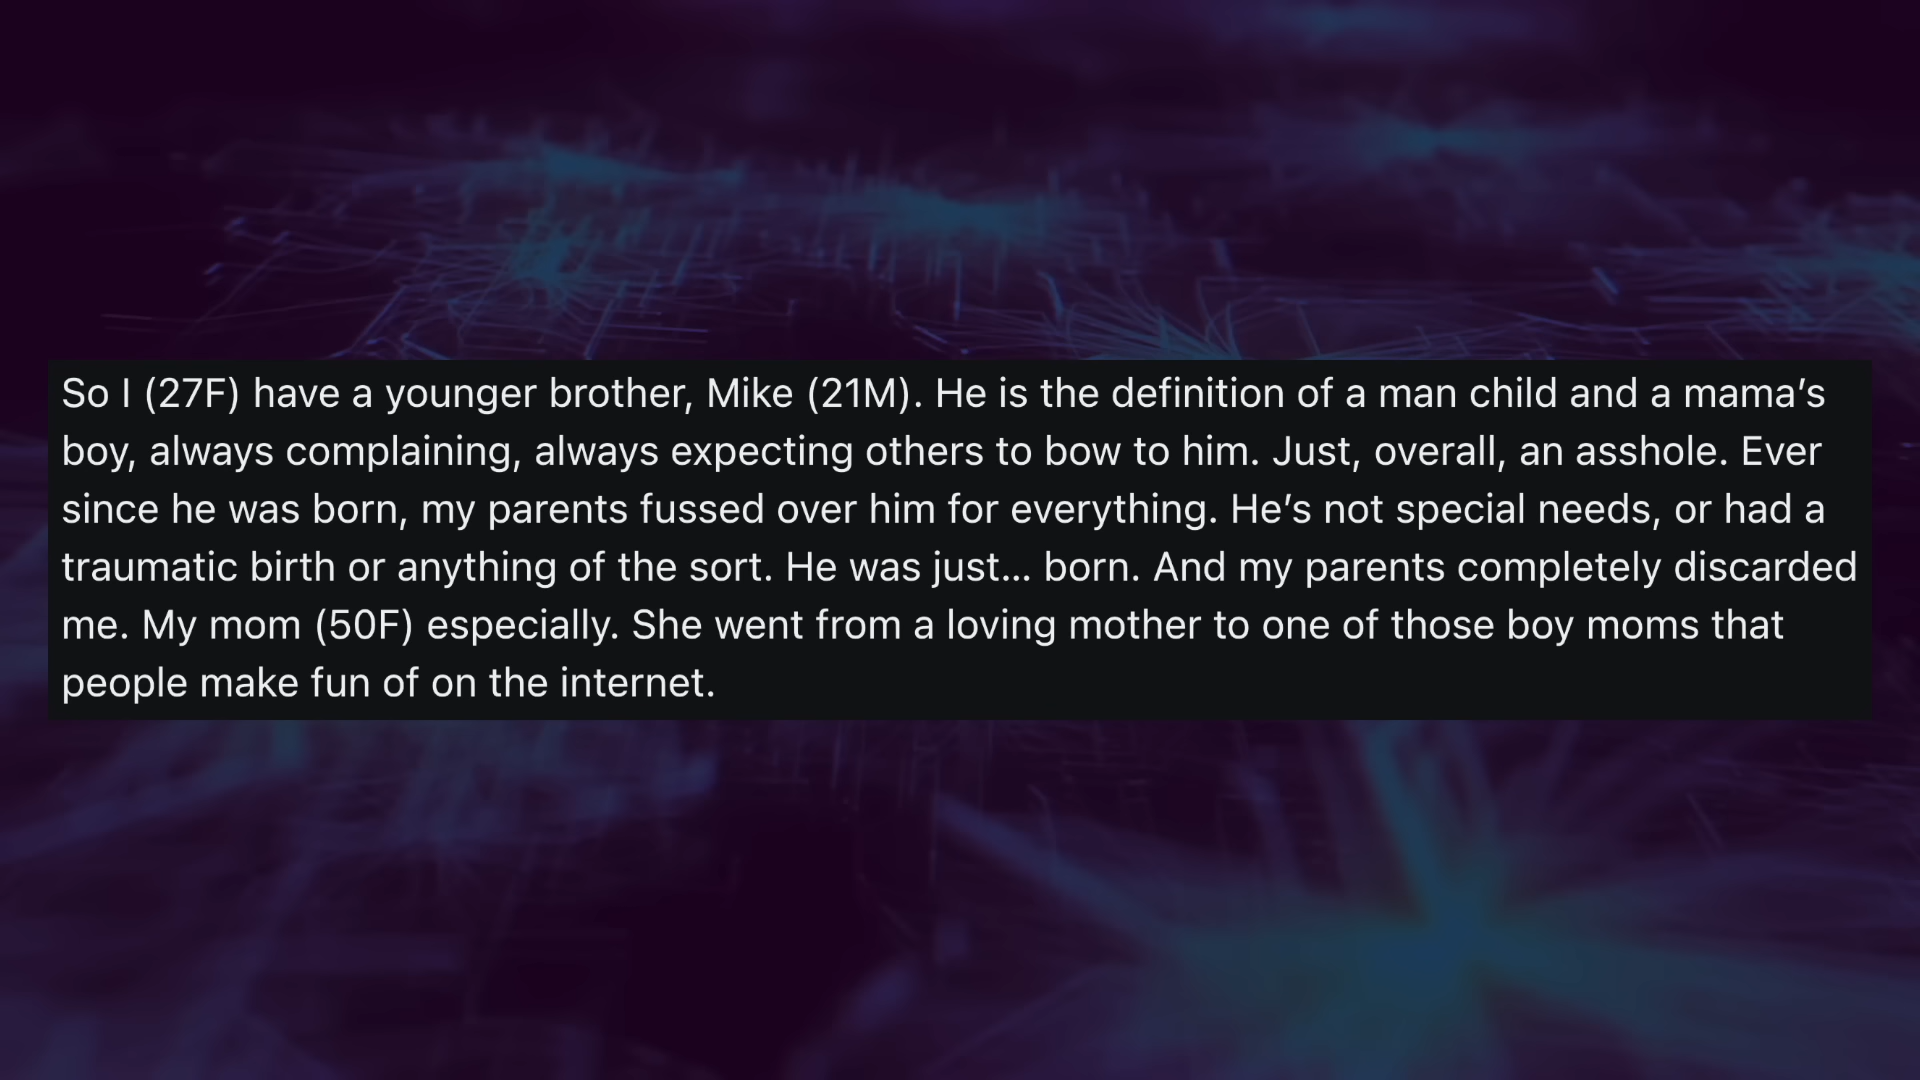 So I (27F) have a younger brother, Mike (21M). He is the definition of a man child and a mama’s
boy, always complaining, always expecting others to bow to him. Just, overall, an asshole. Ever
since he was born, my parents fussed over him for everything. He’s not special needs, or had a
traumatic birth or anything of the sort. He was just... born. And my parents completely discarded
me. My mom (50F) especially. She went from a loving mother to one of those boy moms that
people make fun of on the internet.